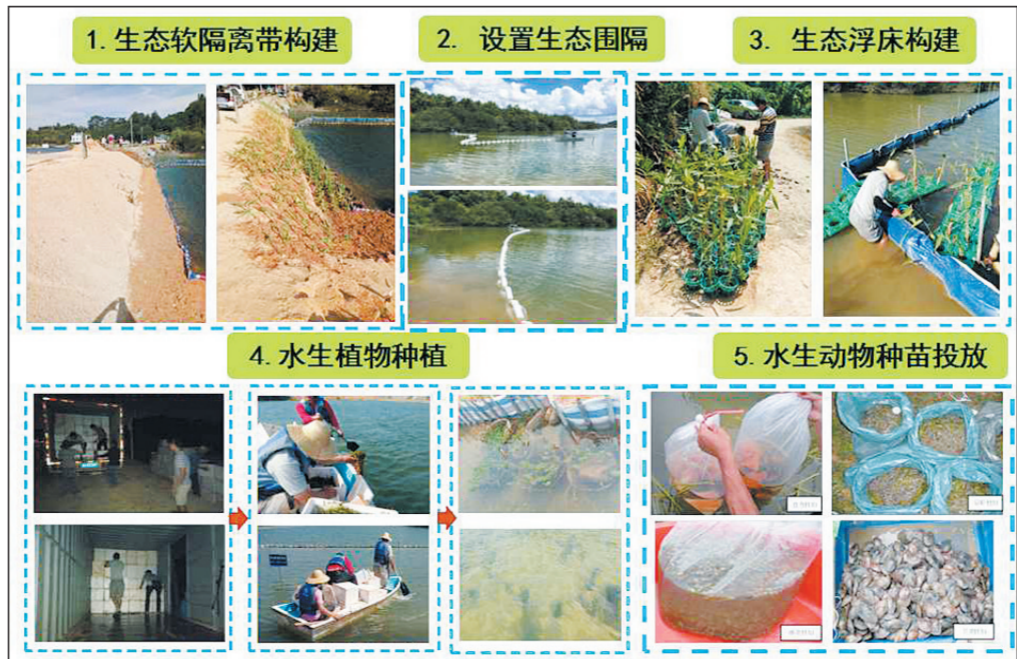 1. 生态软隔离带构建
2. 设置生态围隔
3. 生态浮床构建
4. 水生植物种植
5. 水生动物种苗投放